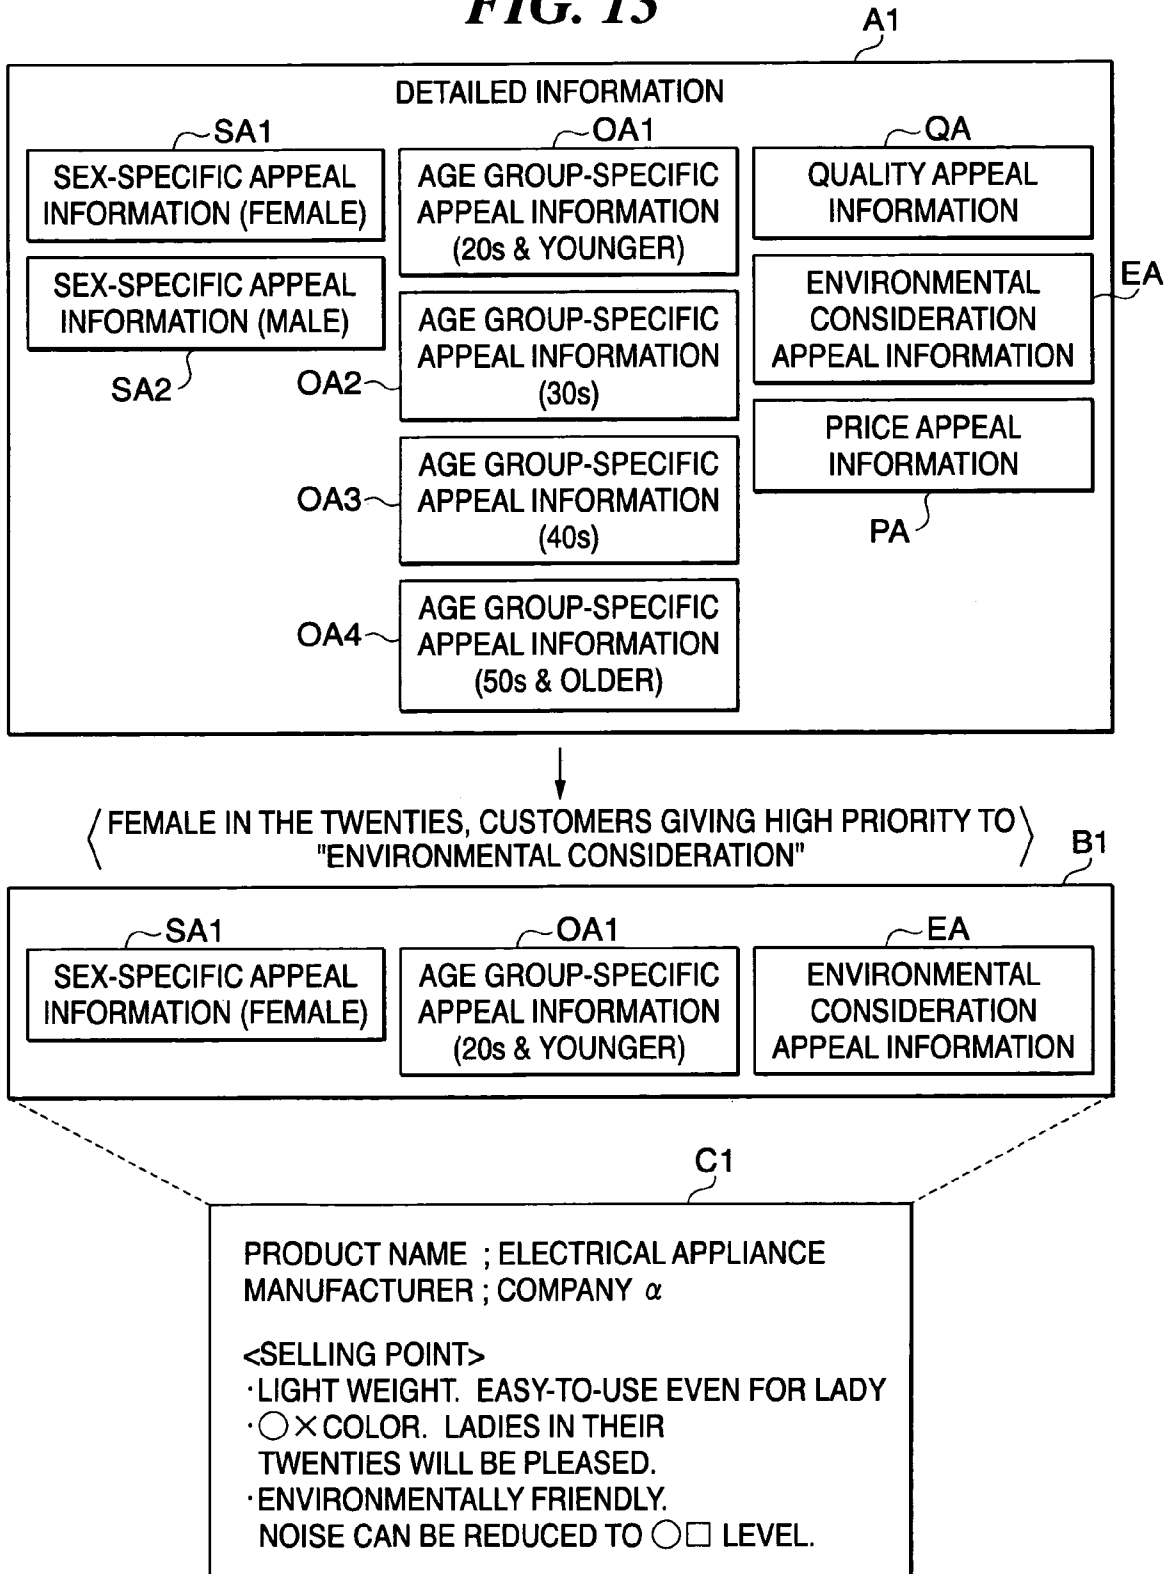 FIG. 13
A1
DETAILED INFORMATION
SA1
SEX-SPECIFIC APPEAL
INFORMATION (FEMALE)
SEX-SPECIFIC APPEAL
INFORMATION (MALE)
SA2
OA1
AGE GROUP-SPECIFIC
APPEAL INFORMATION
(20s & YOUNGER)
OA2
AGE GROUP-SPECIFIC
APPEAL INFORMATION
(30s)
OA3
AGE GROUP-SPECIFIC
APPEAL INFORMATION
(40s)
OA4
AGE GROUP-SPECIFIC
APPEAL INFORMATION
(50s & OLDER)
QA
QUALITY APPEAL
INFORMATION
EA
ENVIRONMENTAL
CONSIDERATION
APPEAL INFORMATION
PRICE APPEAL
INFORMATION
PA
〈FEMALE IN THE TWENTIES, CUSTOMERS GIVING HIGH PRIORITY TO
"ENVIRONMENTAL CONSIDERATION"〉
B1
SA1
SEX-SPECIFIC APPEAL
INFORMATION (FEMALE)
OA1
AGE GROUP-SPECIFIC
APPEAL INFORMATION
(20s & YOUNGER)
EA
ENVIRONMENTAL
CONSIDERATION
APPEAL INFORMATION
C1
PRODUCT NAME ; ELECTRICAL APPLIANCE
MANUFACTURER ; COMPANY α
<SELLING POINT>
·LIGHT WEIGHT. EASY-TO-USE EVEN FOR LADY
·○×COLOR. LADIES IN THEIR
TWENTIES WILL BE PLEASED.
·ENVIRONMENTALLY FRIENDLY.
NOISE CAN BE REDUCED TO ○□ LEVEL.